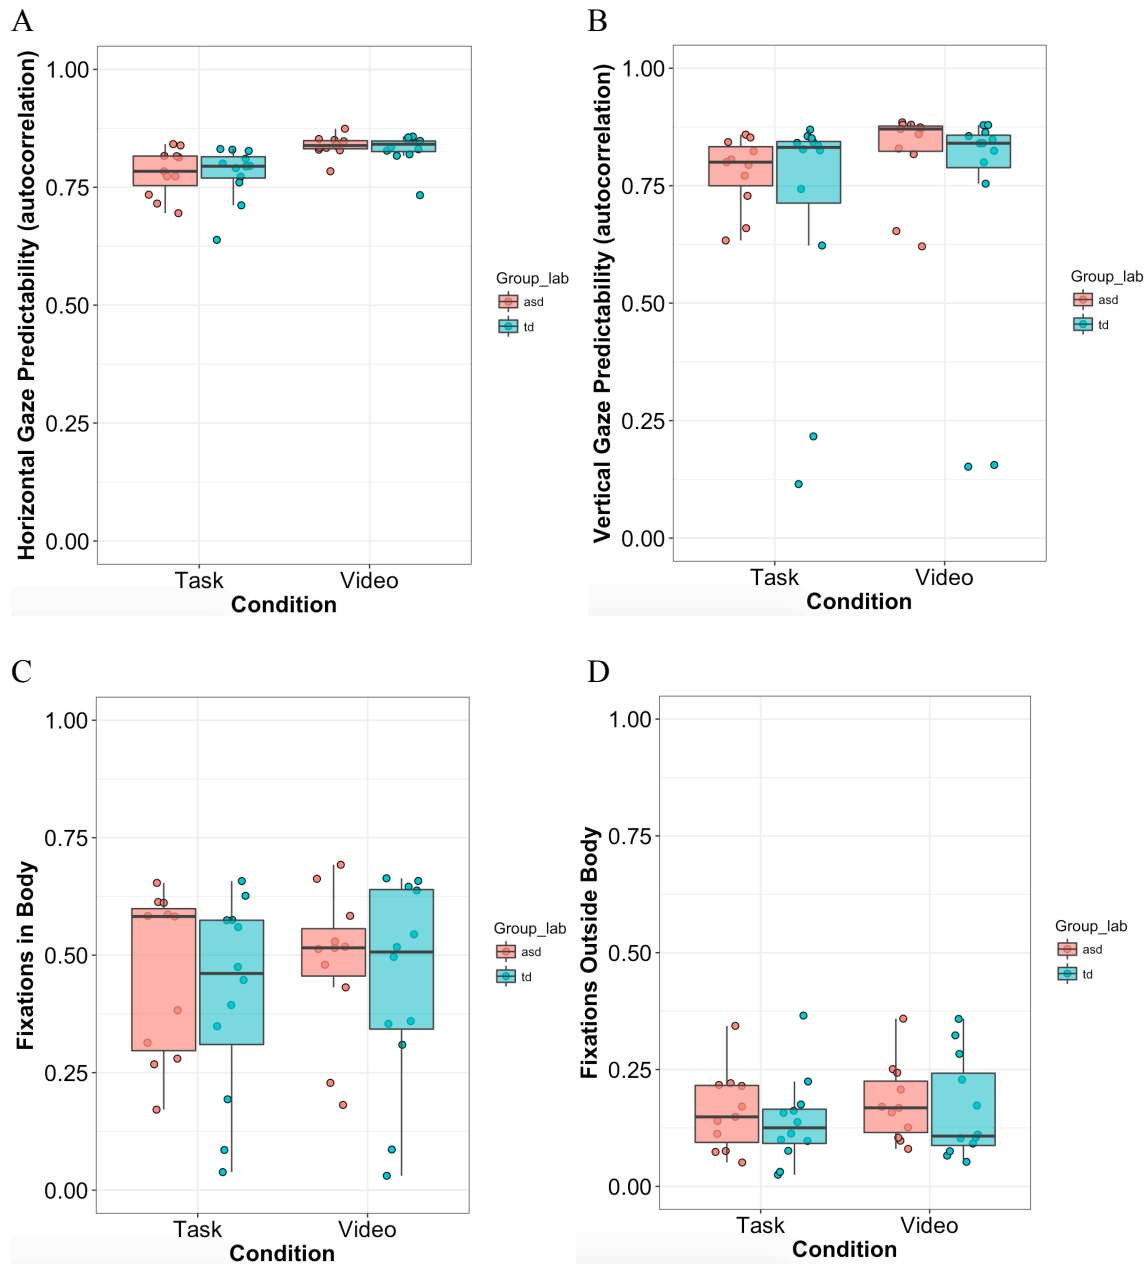 A
Horizontal Gaze Predictability (autocorrelation)
1.00
0.75
0.50
0.25
0.00
Task
Video
Condition
Group_lab
asd
td
B
Vertical Gaze Predictability (autocorrelation)
1.00
0.75
0.50
0.25
0.00
Task
Video
Condition
Group_lab
asd
td
C
Fixations in Body
1.00
0.75
0.50
0.25
0.00
Task
Video
Condition
Group_lab
asd
td
D
Fixations Outside Body
1.00
0.75
0.50
0.25
0.00
Task
Video
Condition
Group_lab
asd
td